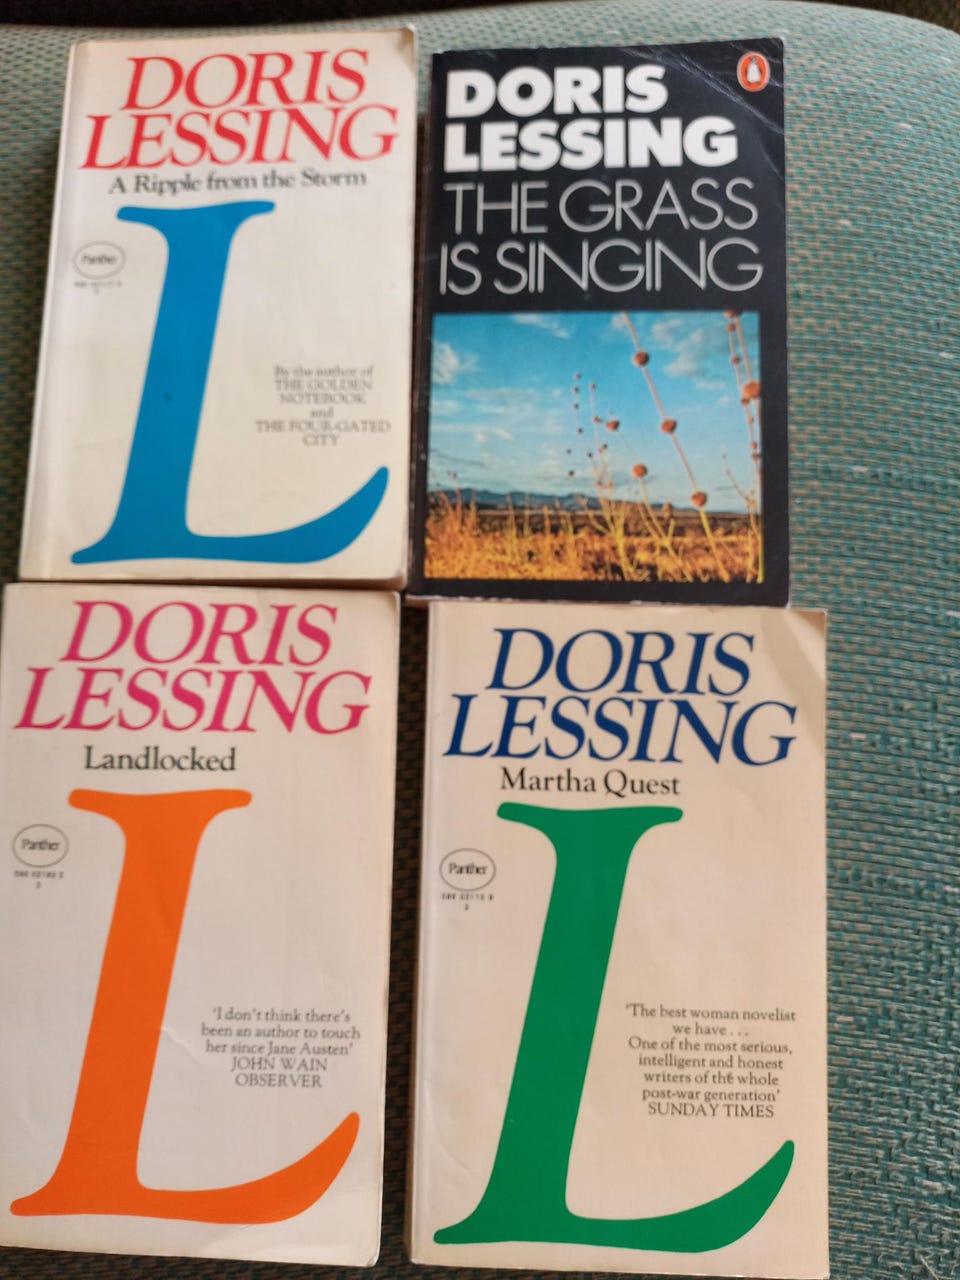 DORIS
LESSING
A Ripple from the Storm
L
Panther
By the author of
THE GOLDEN
NOTEBOOK
and
THE FOUR-GATED
CITY
DORIS
LESSING
THE GRASS
IS SINGING
DORIS
LESSING
Landlocked
L
Panther
3
'I don't think there's
been an author to touch
her since Jane Austen'
JOHN WAIN
OBSERVER
DORIS
LESSING
Martha Quest
L
Panther
3
'The best woman novelist
we have . . .
One of the most serious,
intelligent and honest
writers of the whole
post-war generation'
SUNDAY TIMES